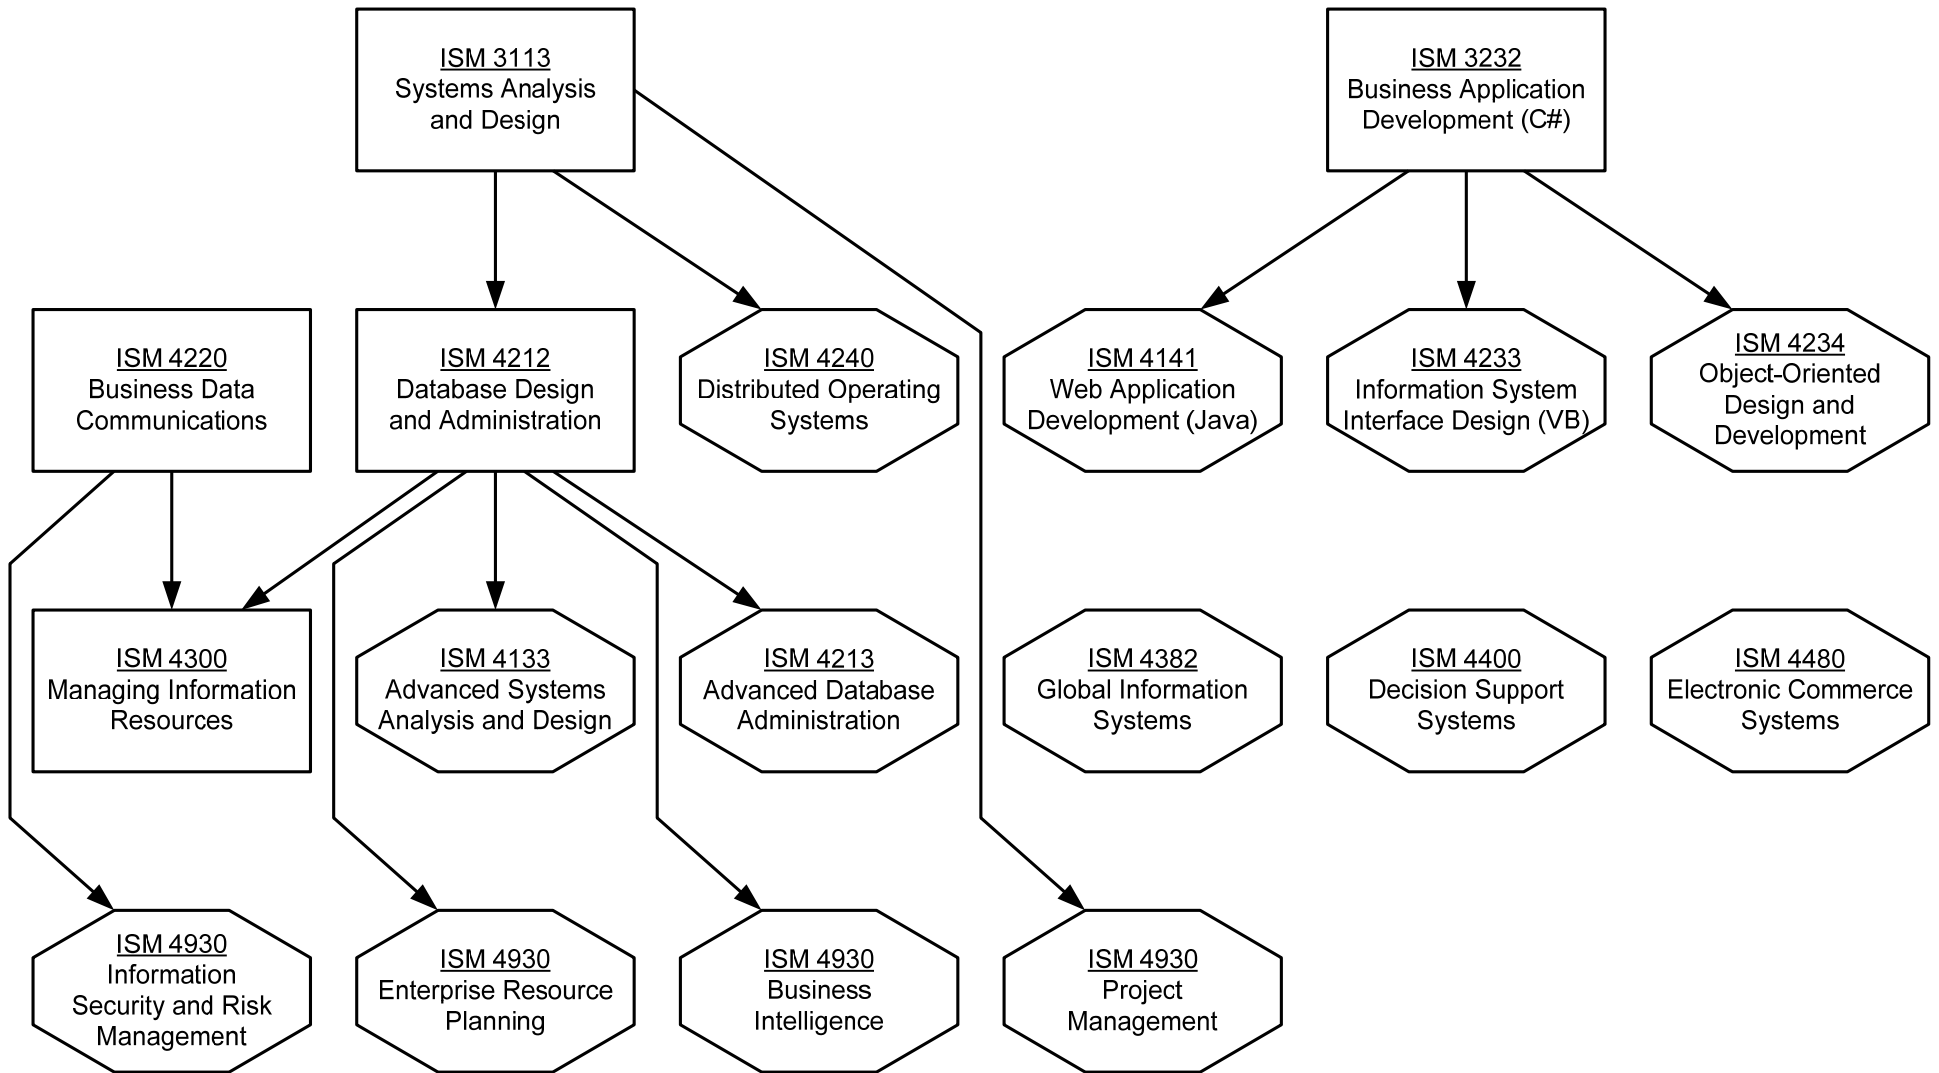 ISM 3113
Systems Analysis
and Design
ISM 3232
Business Application
Development (C#)
ISM 4220
Business Data
Communications
ISM 4212
Database Design
and Administration
ISM 4240
Distributed Operating
Systems
ISM 4141
Web Application
Development (Java)
ISM 4233
Information System
Interface Design (VB)
ISM 4234
Object-Oriented
Design and
Development
ISM 4300
Managing Information
Resources
ISM 4133
Advanced Systems
Analysis and Design
ISM 4213
Advanced Database
Administration
ISM 4382
Global Information
Systems
ISM 4400
Decision Support
Systems
ISM 4480
Electronic Commerce
Systems
ISM 4930
Information
Security and Risk
Management
ISM 4930
Enterprise Resource
Planning
ISM 4930
Business
Intelligence
ISM 4930
Project
Management